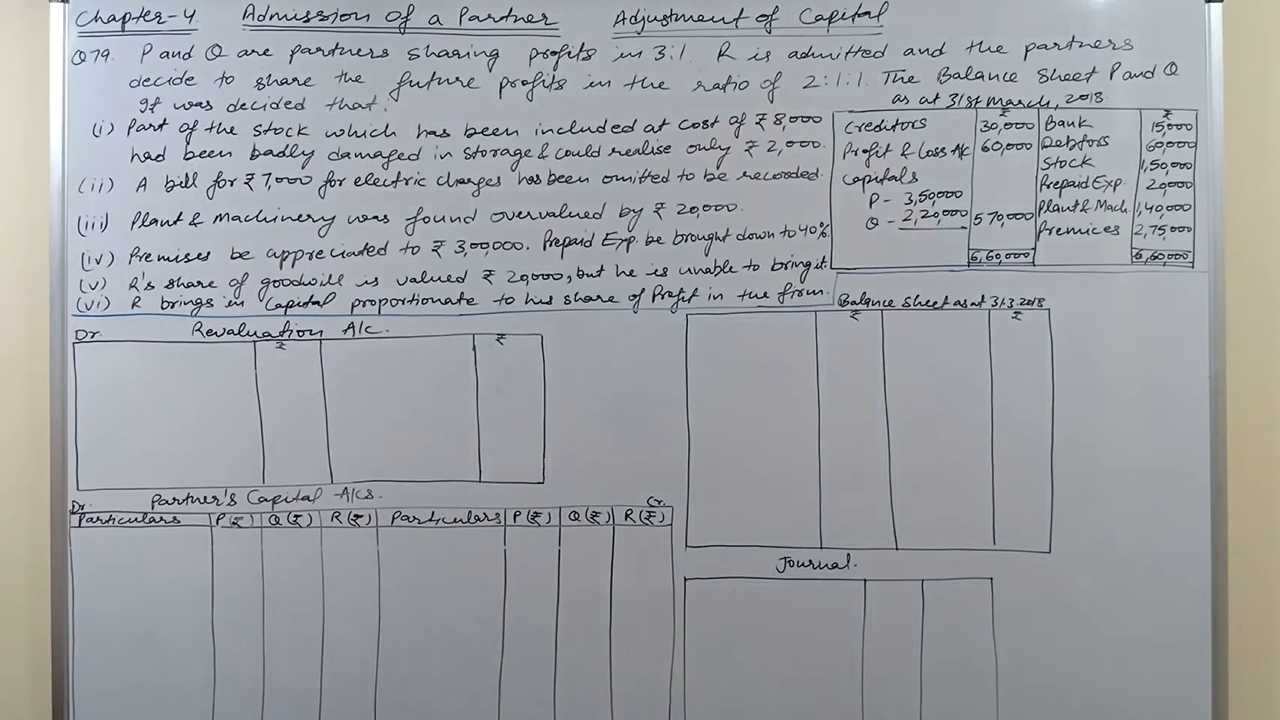 Chapter-4. Admission of a Partner Adjustment of Capital
Q79. P and Q are partners sharing profits in 3:1. R is admitted and the partners
decide to share the future profits in the ratio of 2:1:1. The Balance Sheet P and Q
as at 31st March, 2018
It was decided that:
(i) Part of the stock which has been included at cost of ₹ 8,000
had been badly damaged in storage & could realise only ₹ 2,000.
(ii) A bill for ₹ 7,000 for electric charges has been omitted to be recorded.
(iii) Plant & Machinery was found overvalued by ₹ 20,000.
(iv) Premises be appreciated to ₹ 3,00,000. Prepaid Exp. be brought down to 40%.
(v) R's share of goodwill is valued ₹ 20,000, but he is unable to bring it.
(vi) R brings in Capital proportionate to his share of Profit in the firm.
₹ ₹
Creditors 30,000 Bank 15,000
Profit & Loss A/c 60,000 Debtors 60,000
Capitals Stock 1,50,000
P - 3,50,000 Prepaid Exp. 20,000
Q - 2,20,000 570,000 Plant & Mach. 1,40,000
Premices 2,75,000
6,60,000 6,60,000
Dr. Revaluation A/c.
₹ ₹
Balance Sheet as at 31.3.2018
₹ ₹
Partner's Capital A/cs.
Dr. Cr.
Particulars P(₹) Q(₹) R(₹) Particulars P(₹) Q(₹) R(₹)
Journal.